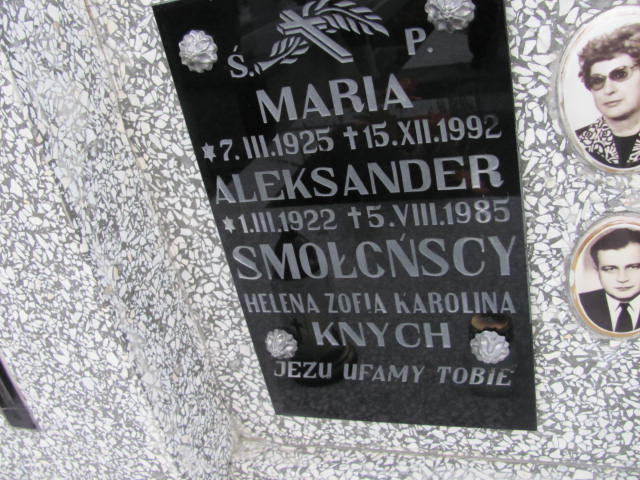 Ś. P.
MARIA
*7.III.1925 †15.XII.1992
ALEKSANDER
*1.III.1922 †5.VIII.1985
SMOŁCŃSCY
HELENA ZOFIA KAROLINA
KNYCH
JEZU UFAMY TOBIE